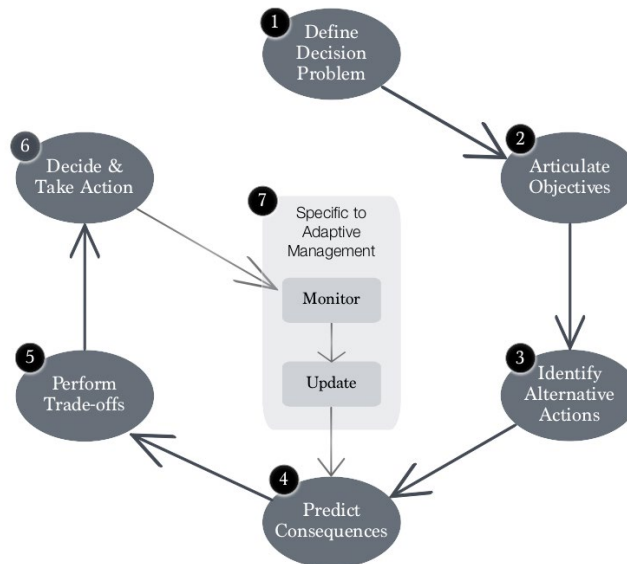 1
Define
Decision
Problem
2
Articulate
Objectives
3
Identify
Alternative
Actions
4
Predict
Consequences
5
Perform
Trade-offs
6
Decide &
Take Action
7
Specific to
Adaptive
Management
Monitor
Update